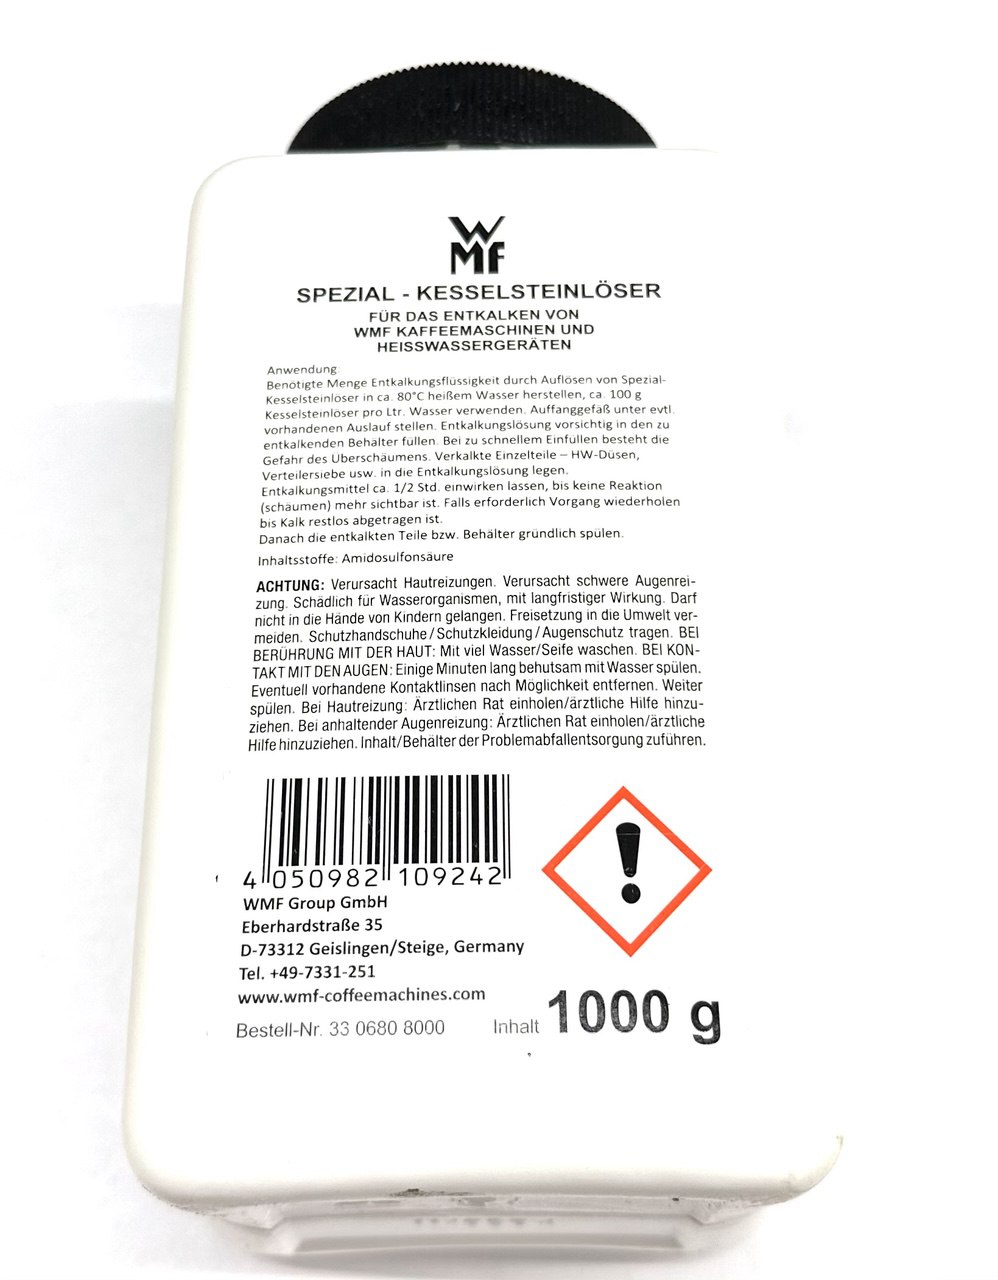 WMF
SPEZIAL - KESSELSTEINLÖSER
FÜR DAS ENTKALKEN VON
WMF KAFFEEMASCHINEN UND
HEISSWASSERGERÄTEN
Anwendung:
Benötigte Menge Entkalkungsflüssigkeit durch Auflösen von Spezial-
Kesselsteinlöser in ca. 80°C heißem Wasser herstellen, ca. 100 g
Kesselsteinlöser pro Ltr. Wasser verwenden. Auffanggefäß unter evtl.
vorhandenen Auslauf stellen. Entkalkungslösung vorsichtig in den zu
entkalkenden Behälter füllen. Bei zu schnellem Einfüllen besteht die
Gefahr des Überschäumens. Verkalkte Einzelteile – HW-Düsen,
Verteilersiebe usw. in die Entkalkungslösung legen.
Entkalkungsmittel ca. 1/2 Std. einwirken lassen, bis keine Reaktion
(schäumen) mehr sichtbar ist. Falls erforderlich Vorgang wiederholen
bis Kalk restlos abgetragen ist.
Danach die entkalkten Teile bzw. Behälter gründlich spülen.
Inhaltsstoffe: Amidosulfonsäure
ACHTUNG: Verursacht Hautreizungen. Verursacht schwere Augenrei-
zung. Schädlich für Wasserorganismen, mit langfristiger Wirkung. Darf
nicht in die Hände von Kindern gelangen. Freisetzung in die Umwelt ver-
meiden. Schutzhandschuhe/Schutzkleidung/Augenschutz tragen. BEI
BERÜHRUNG MIT DER HAUT: Mit viel Wasser/Seife waschen. BEI KON-
TAKT MIT DEN AUGEN: Einige Minuten lang behutsam mit Wasser spülen.
Eventuell vorhandene Kontaktlinsen nach Möglichkeit entfernen. Weiter
spülen. Bei Hautreizung: Ärztlichen Rat einholen/ärztliche Hilfe hinzu-
ziehen. Bei anhaltender Augenreizung: Ärztlichen Rat einholen/ärztliche
Hilfe hinzuziehen. Inhalt/Behälter der Problemabfallentsorgung zuführen.
4 050982 109242
WMF Group GmbH
Eberhardstraße 35
D-73312 Geislingen/Steige, Germany
Tel. +49-7331-251
www.wmf-coffeemachines.com
Bestell-Nr. 33 0680 8000 Inhalt 1000 g